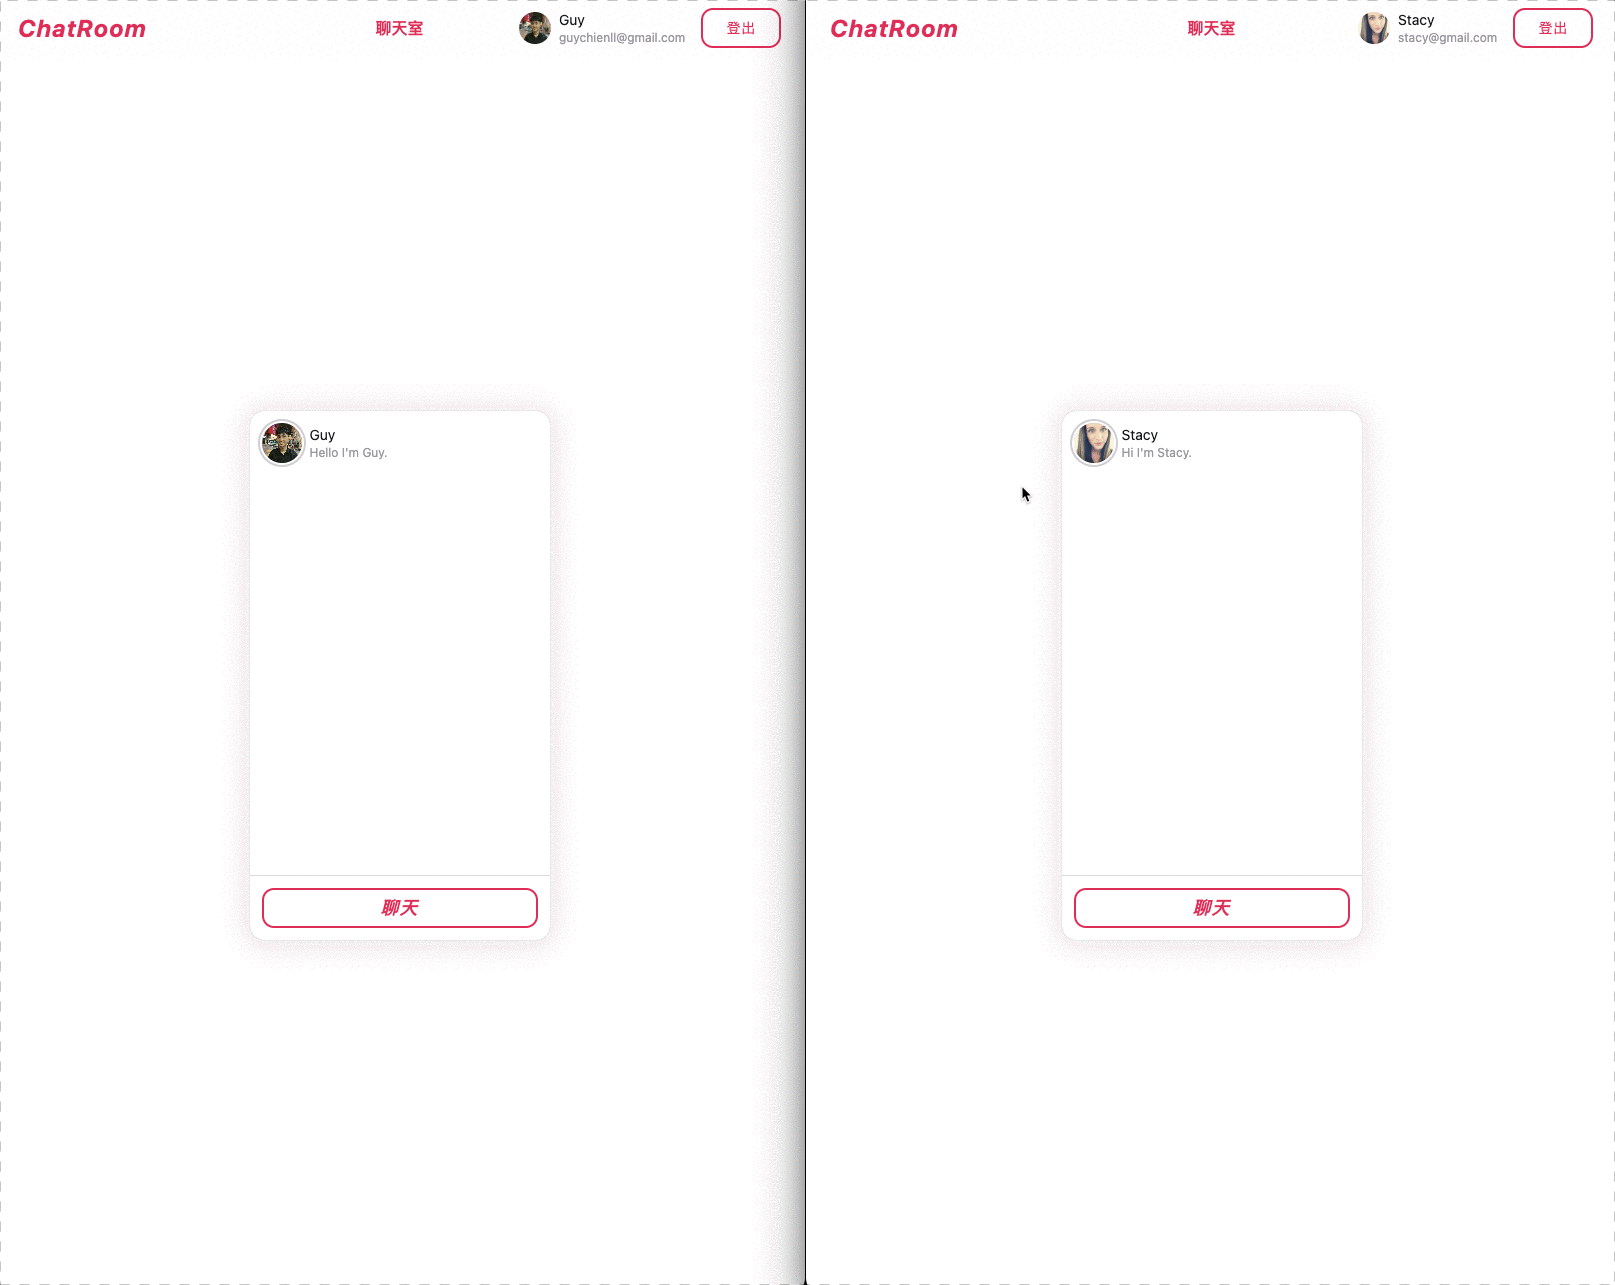 ChatRoom
聊天室
Guy
guychienll@gmail.com
登出
Guy
Hello I'm Guy.
聊天
ChatRoom
聊天室
Stacy
stacy@gmail.com
登出
Stacy
Hi I'm Stacy.
聊天